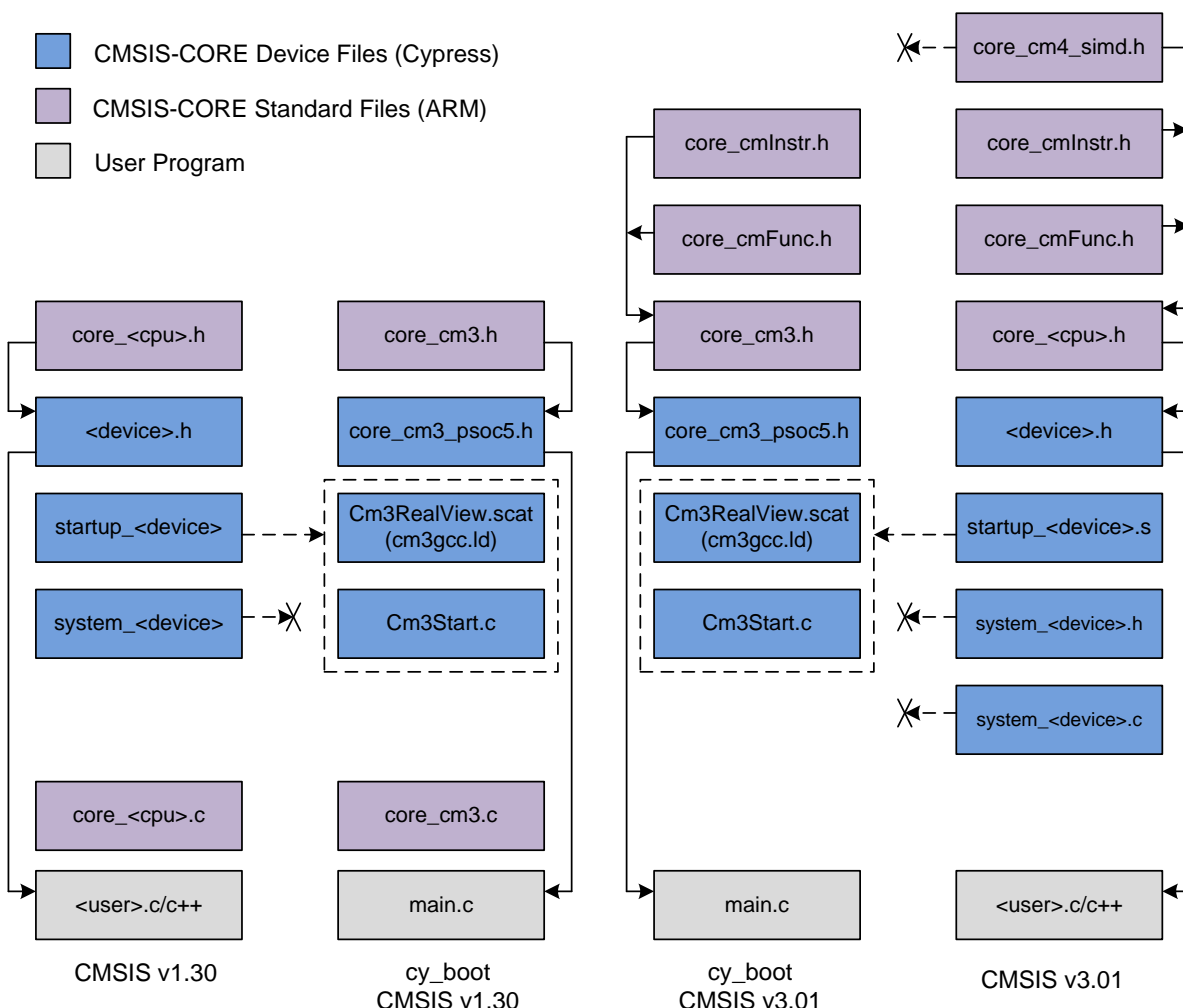 CMSIS-CORE Device Files (Cypress)
CMSIS-CORE Standard Files (ARM)
User Program
core_<cpu>.h
<device>.h
startup_<device>
system_<device>
core_<cpu>.c
<user>.c/c++
CMSIS v1.30
core_cm3.h
core_cm3_psoc5.h
Cm3RealView.scat
(cm3gcc.ld)
Cm3Start.c
core_cm3.c
main.c
cy_boot
CMSIS v1.30
core_cmInstr.h
core_cmFunc.h
core_cm3.h
core_cm3_psoc5.h
Cm3RealView.scat
(cm3gcc.ld)
Cm3Start.c
main.c
cy_boot
CMSIS v3.01
core_cm4_simd.h
core_cmInstr.h
core_cmFunc.h
core_<cpu>.h
<device>.h
startup_<device>.s
system_<device>.h
system_<device>.c
<user>.c/c++
CMSIS v3.01